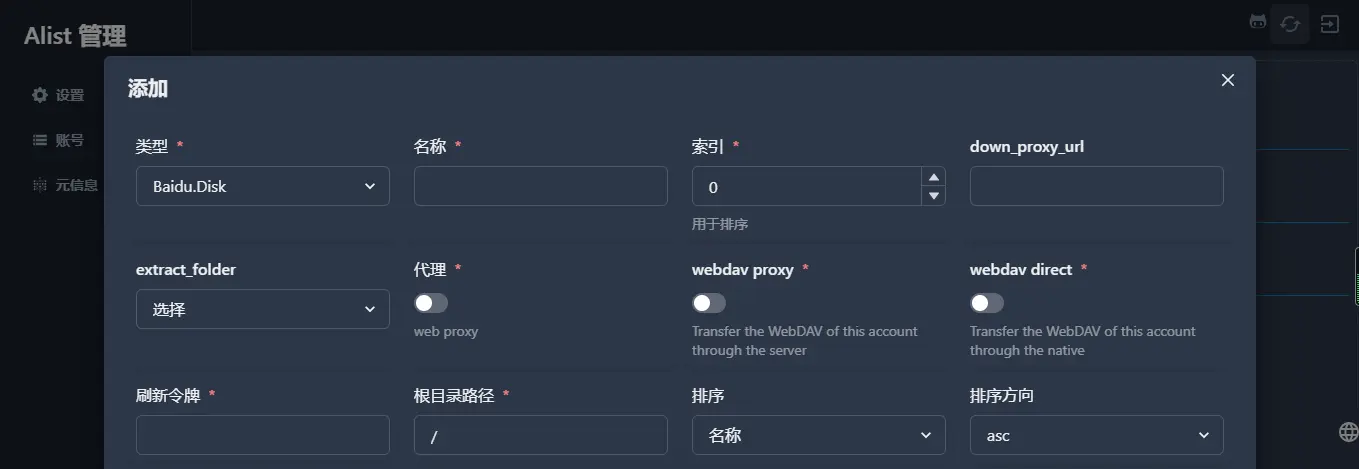 Alist 管理
设置
账号
元信息
添加
类型 *
名称 *
索引 *
down_proxy_url
Baidu.Disk
0
用于排序
extract_folder
代理 *
webdav proxy *
webdav direct *
选择
web proxy
Transfer the WebDAV of this account
through the server
Transfer the WebDAV of this account
through the native
刷新令牌 *
根目录路径 *
排序
排序方向
/
名称
asc